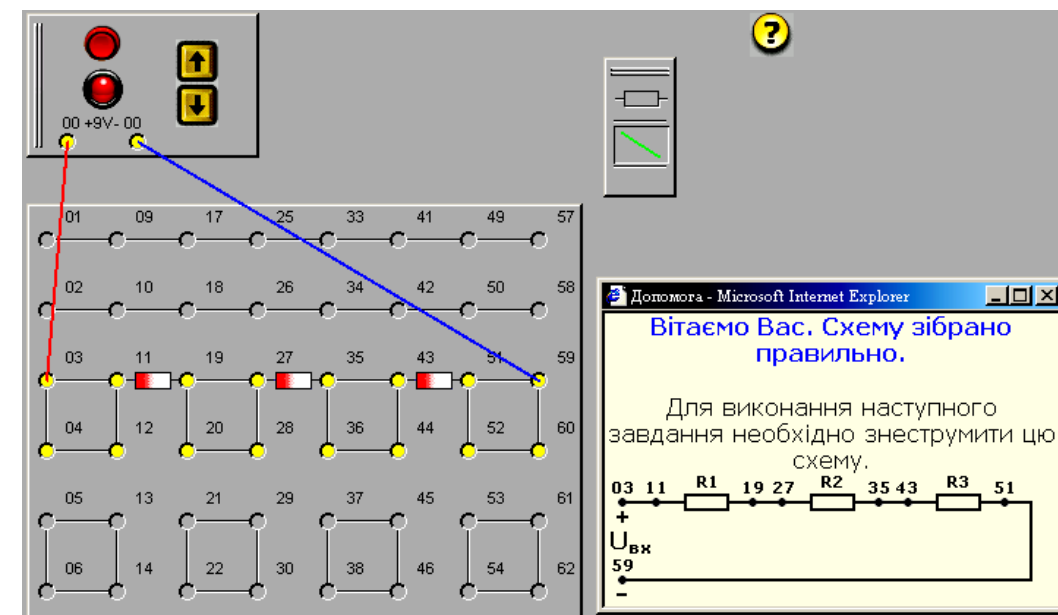 ?
00 +9V- 00
01 09 17 25 33 41 49 57
02 10 18 26 34 42 50 58
03 11 19 27 35 43 51 59
04 12 20 28 36 44 52 60
05 13 21 29 37 45 53 61
06 14 22 30 38 46 54 62
Допомога - Microsoft Internet Explorer
Вітаємо Вас. Схему зібрано
правильно.
Для виконання наступного
завдання необхідно знеструмити цю
схему.
03 11 R1 19 27 R2 35 43 R3 51
+
Uвх
59
–